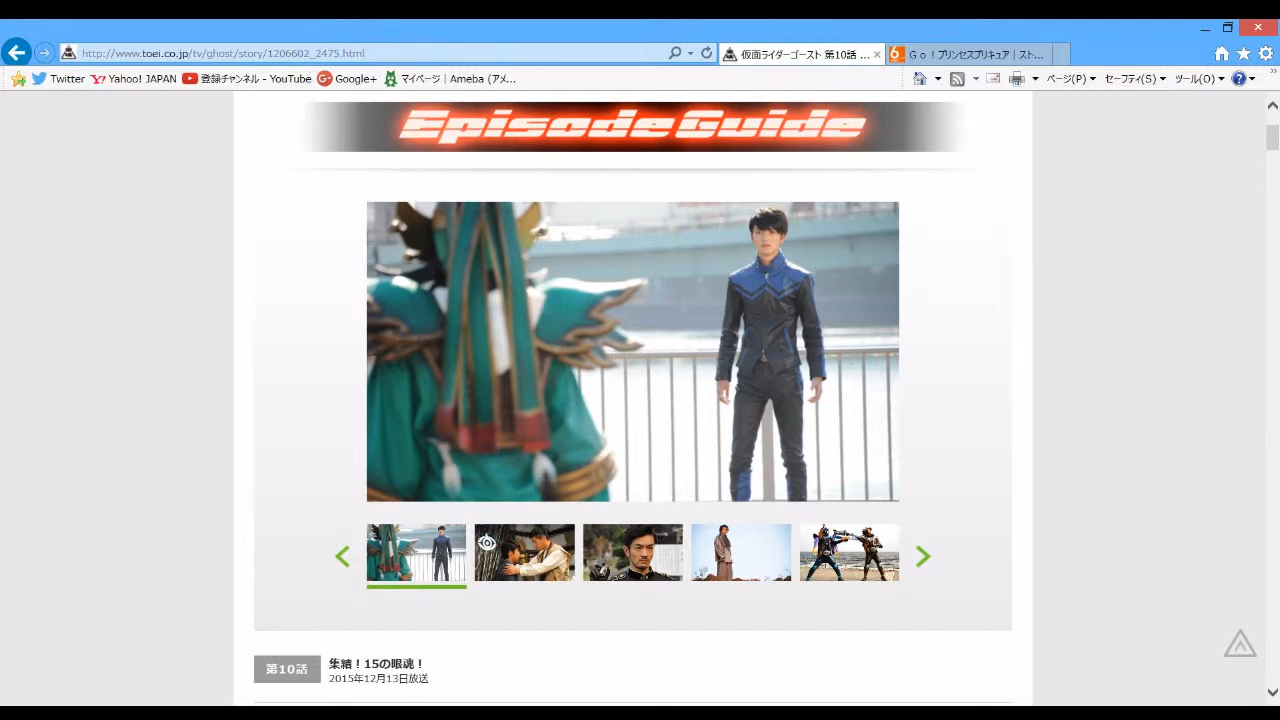 http://www.toei.co.jp/tv/ghost/story/1206602_2475.html
仮面ライダーゴースト 第10話 ...
Ｇｏ！プリンセスプリキュア｜スト...
Twitter
Yahoo! JAPAN
登録チャンネル - YouTube
Google+
マイページ｜Ameba (アメ...
ページ(P)
セーフティ(S)
ツール(O)
Episode Guide
第10話
集結！15の眼魂！
2015年12月13日放送